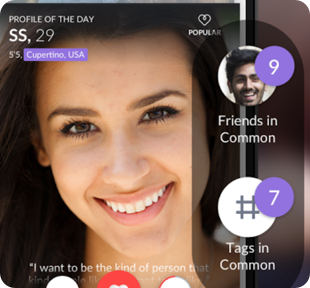 PROFILE OF THE DAY
SS, 29
5'5, Cupertino, USA
POPULAR
9
Friends in
Common
7
Tags in
Common
"I want to be the kind of person that